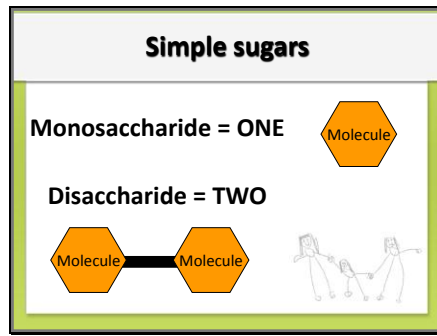 Simple sugars
Monosaccharide = ONE
Molecule
Disaccharide = TWO
Molecule Molecule